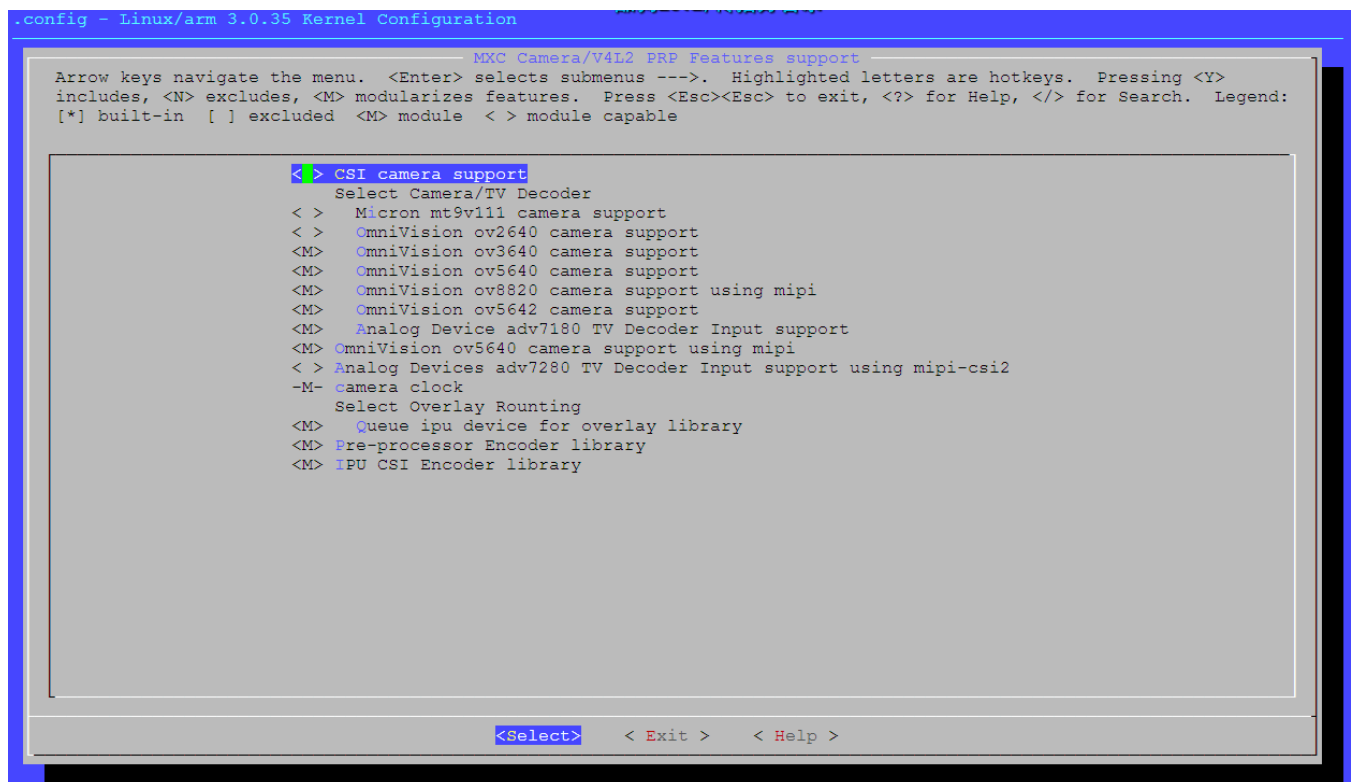 .config - Linux/arm 3.0.35 Kernel Configuration
MXC Camera/V4L2 PRP Features support
Arrow keys navigate the menu. <Enter> selects submenus --->. Highlighted letters are hotkeys. Pressing <Y>
includes, <N> excludes, <M> modularizes features. Press <Esc><Esc> to exit, <?> for Help, </> for Search. Legend:
[*] built-in [ ] excluded <M> module < > module capable
< > CSI camera support
Select Camera/TV Decoder
< > Micron mt9v111 camera support
< > OmniVision ov2640 camera support
<M> OmniVision ov3640 camera support
<M> OmniVision ov5640 camera support
<M> OmniVision ov8820 camera support using mipi
<M> OmniVision ov5642 camera support
<M> Analog Device adv7180 TV Decoder Input support
<M> OmniVision ov5640 camera support using mipi
< > Analog Devices adv7280 TV Decoder Input support using mipi-csi2
-M- camera clock
Select Overlay Rounting
<M> Queue ipu device for overlay library
<M> Pre-processor Encoder library
<M> IPU CSI Encoder library
<Select> < Exit > < Help >